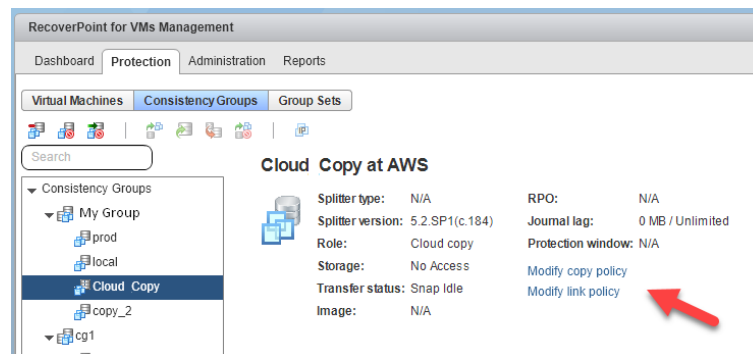 RecoverPoint for VMs Management
Dashboard Protection Administration Reports
Virtual Machines Consistency Groups Group Sets
Search
Cloud Copy at AWS
Consistency Groups
My Group
prod
local
Cloud Copy
copy_2
cg1
Splitter type: N/A
Splitter version: 5.2.SP1(c.184)
Role: Cloud copy
Storage: No Access
Transfer status: Snap Idle
Image: N/A
RPO: N/A
Journal lag: 0 MB / Unlimited
Protection window: N/A
Modify copy policy
Modify link policy